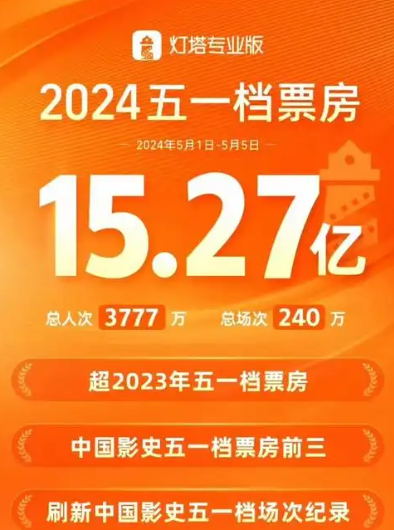 灯塔专业版
2024五一档票房
2024年5月1日-5月5日
15.27亿
总人次 3777 万 总场次 240 万
超2023年五一档票房
中国影史五一档票房前三
刷新中国影史五一档场次纪录